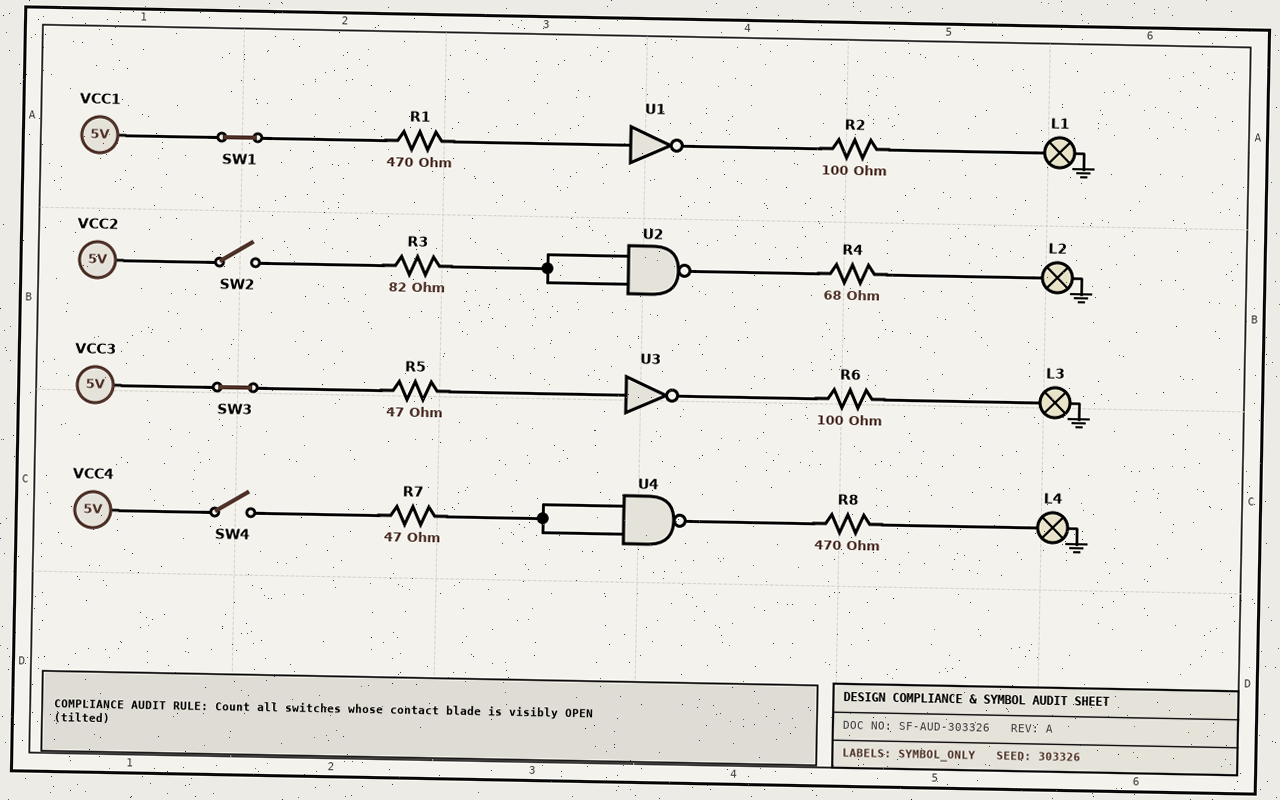 1 2 3 4 5 6
A A
VCC1 R1 U1 R2 L1
5V
SW1 470 Ohm 100 Ohm
VCC2 R3 U2 R4 L2
5V
SW2 82 Ohm 68 Ohm
B B
VCC3 R5 U3 R6 L3
5V
SW3 47 Ohm 100 Ohm
VCC4 R7 U4 R8 L4
C C
5V
SW4 47 Ohm 470 Ohm
D D
COMPLIANCE AUDIT RULE: Count all switches whose contact blade is visibly OPEN
(tilted)
DESIGN COMPLIANCE & SYMBOL AUDIT SHEET
DOC NO: SF-AUD-303326 REV: A
LABELS: SYMBOL_ONLY SEED: 303326
1 2 3 4 5 6